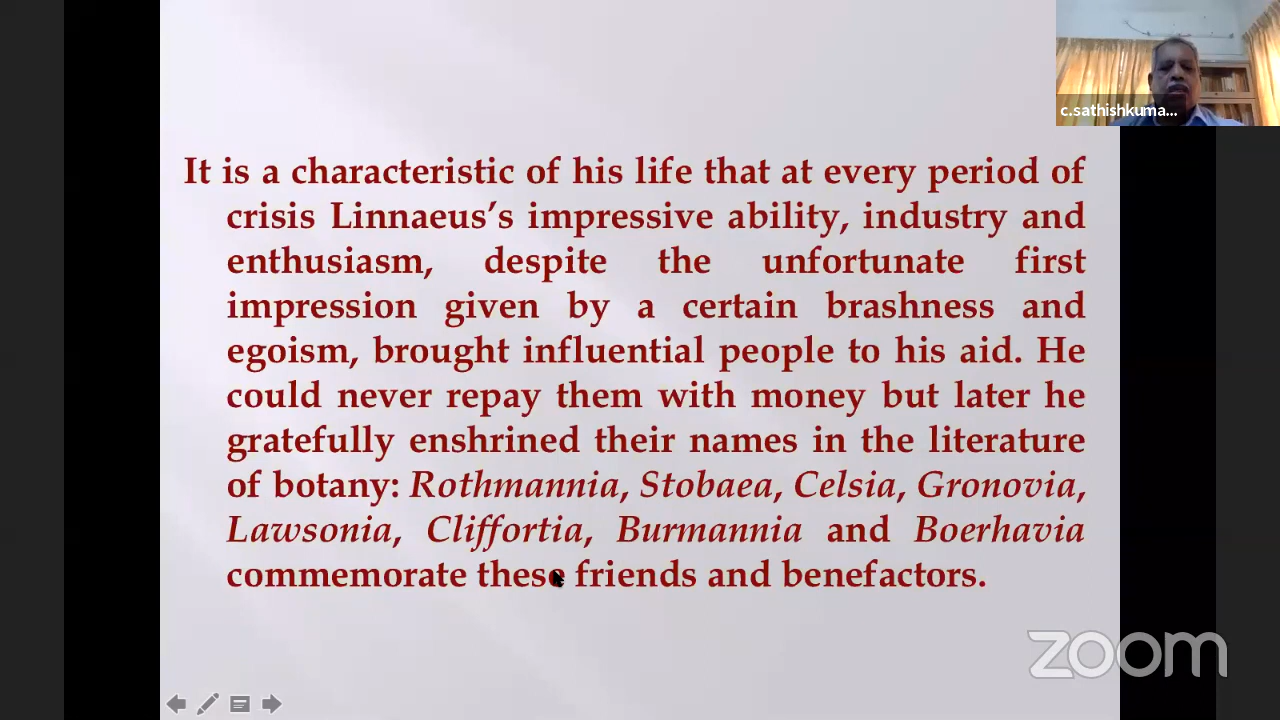 c.sathishkuma...
It is a characteristic of his life that at every period of
crisis Linnaeus’s impressive ability, industry and
enthusiasm, despite the unfortunate first
impression given by a certain brashness and
egoism, brought influential people to his aid. He
could never repay them with money but later he
gratefully enshrined their names in the literature
of botany: Rothmannia, Stobaea, Celsia, Gronovia,
Lawsonia, Cliffortia, Burmannia and Boerhavia
commemorate these friends and benefactors.
zoom